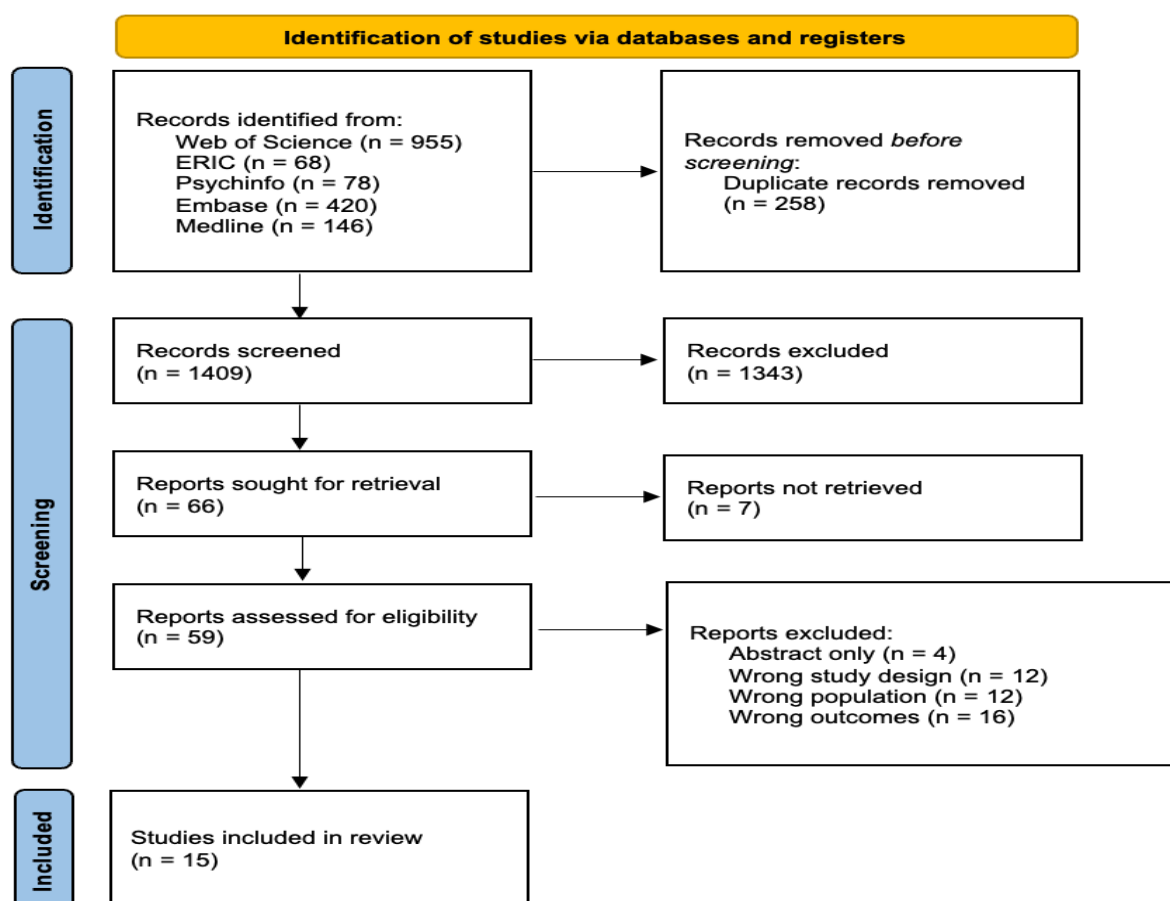 Identification of studies via databases and registers
Identification
Records identified from:
Web of Science (n = 955)
ERIC (n = 68)
Psychinfo (n = 78)
Embase (n = 420)
Medline (n = 146)
Records removed before
screening:
Duplicate records removed
(n = 258)
Screening
Records screened
(n = 1409)
Records excluded
(n = 1343)
Reports sought for retrieval
(n = 66)
Reports not retrieved
(n = 7)
Reports assessed for eligibility
(n = 59)
Reports excluded:
Abstract only (n = 4)
Wrong study design (n = 12)
Wrong population (n = 12)
Wrong outcomes (n = 16)
Included
Studies included in review
(n = 15)